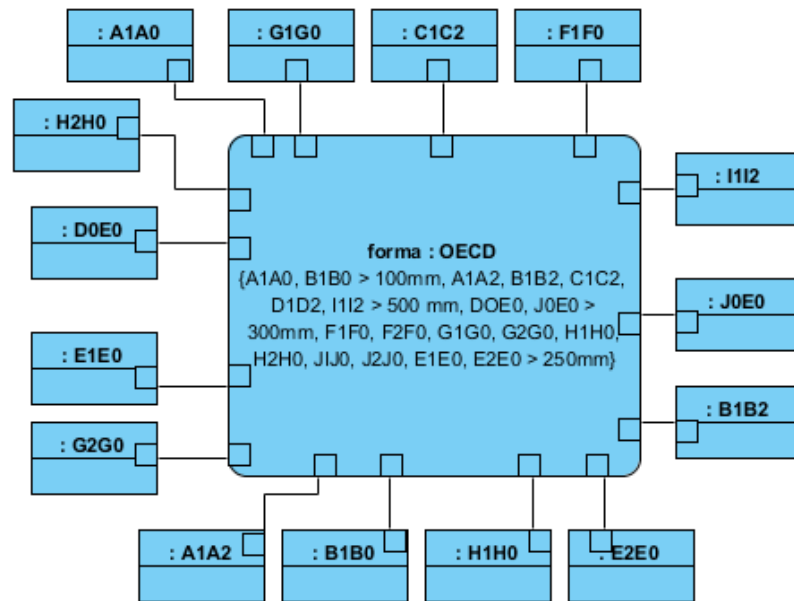 : A1A0
: G1G0
: C1C2
: F1F0
: H2H0
: I1I2
: D0E0
forma : OECD
{A1A0, B1B0 > 100mm, A1A2, B1B2, C1C2,
D1D2, I1I2 > 500 mm, DOE0, J0E0 >
300mm, F1F0, F2F0, G1G0, G2G0, H1H0,
H2H0, JIJ0, J2J0, E1E0, E2E0 > 250mm}
: J0E0
: E1E0
: B1B2
: G2G0
: A1A2
: B1B0
: H1H0
: E2E0